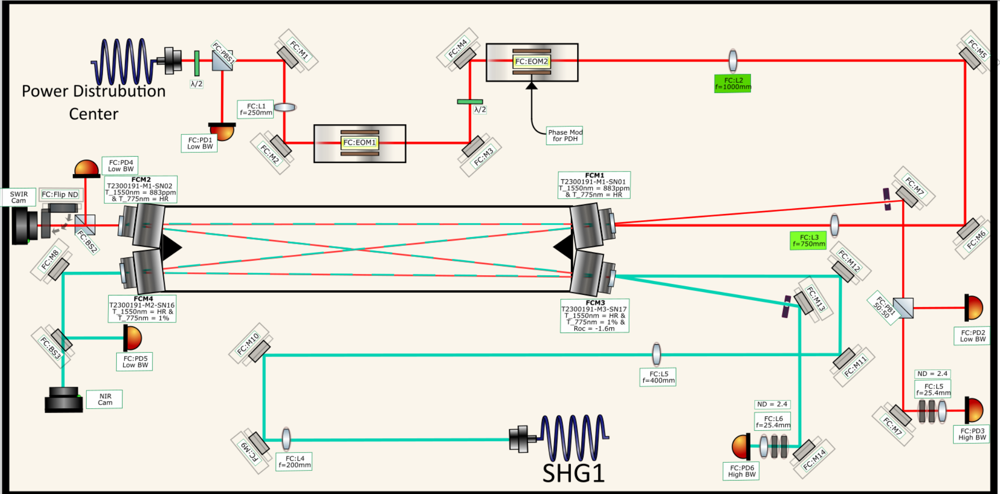 FC:PBS1
FC:M1
FC:M4
FC:M5
FC:EOM2
λ/2
FC:L2
f=1000mm
Power Distrubution
Center
FC:L1
f=250mm
λ/2
FC:PD1
Low BW
FC:M2
FC:EOM1
FC:M3
Phase Mod
for PDH
FC:PD4
Low BW
FCM2
T2300191-M1-SN02
T_1550nm = 883ppm
& T_775nm = HR
FCM1
T2300191-M1-SN01
T_1550nm = 883ppm
& T_775nm = HR
FC:M7
SWIR
Cam
FC:Flip ND
FC:BS2
FC:L3
f=750mm
FC:M6
FC:M8
FC:M12
FC:M13
FCM4
T2300191-M2-SN16
T_1550nm = HR &
T_775nm = 1%
FCM3
T2300191-M3-SN17
T_1550nm = HR &
T_775nm = 1% &
Roc = -1.6m
FC:PB1
50:50
FC:PD2
Low BW
FC:BS3
FC:PD5
Low BW
FC:M10
FC:L5
f=400mm
FC:M11
ND = 2.4
FC:L5
f=25.4mm
NIR
Cam
ND = 2.4
FC:L6
f=25.4mm
FC:M7
FC:PD3
High BW
FC:M9
FC:L4
f=200mm
SHG1
FC:PD6
High BW
FC:M14